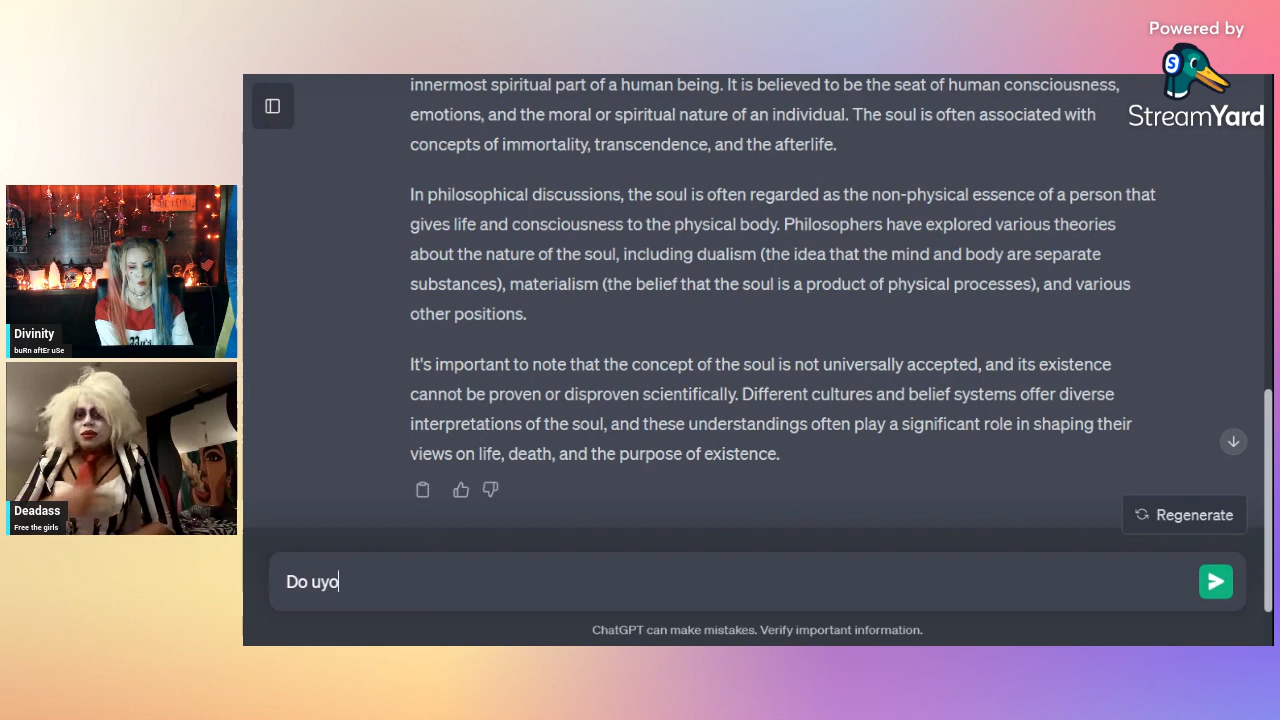 Powered by
StreamYard
innermost spiritual part of a human being. It is believed to be the seat of human consciousness,
emotions, and the moral or spiritual nature of an individual. The soul is often associated with
concepts of immortality, transcendence, and the afterlife.
In philosophical discussions, the soul is often regarded as the non-physical essence of a person that
gives life and consciousness to the physical body. Philosophers have explored various theories
about the nature of the soul, including dualism (the idea that the mind and body are separate
substances), materialism (the belief that the soul is a product of physical processes), and various
other positions.
It's important to note that the concept of the soul is not universally accepted, and its existence
cannot be proven or disproven scientifically. Different cultures and belief systems offer diverse
interpretations of the soul, and these understandings often play a significant role in shaping their
views on life, death, and the purpose of existence.
Regenerate
Do uyo
ChatGPT can make mistakes. Verify important information.
Divinity
buRn aftEr uSe
Deadass
Free the girls